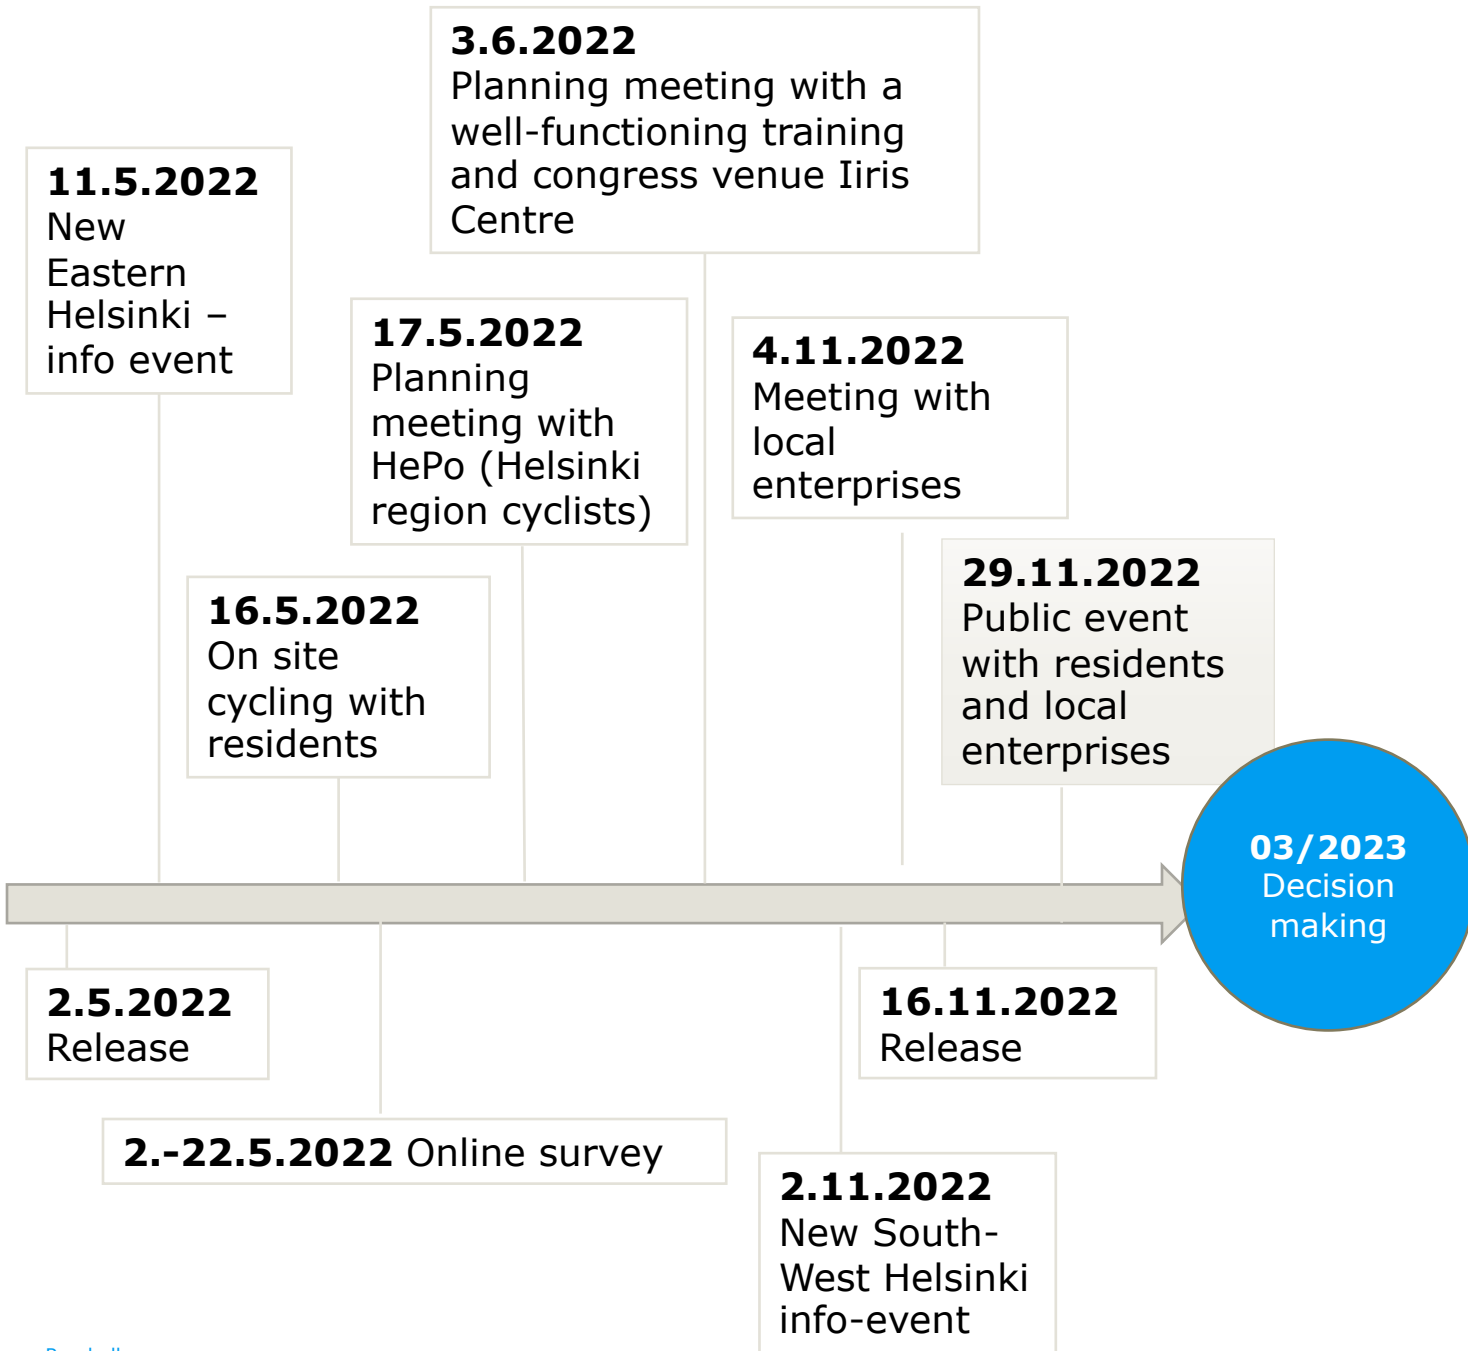 3.6.2022
Planning meeting with a
well-functioning training
and congress venue Iiris
Centre
11.5.2022
New
Eastern
Helsinki –
info event
17.5.2022
Planning
meeting with
HePo (Helsinki
region cyclists)
4.11.2022
Meeting with
local
enterprises
16.5.2022
On site
cycling with
residents
29.11.2022
Public event
with residents
and local
enterprises
03/2023
Decision
making
2.5.2022
Release
16.11.2022
Release
2.-22.5.2022 Online survey
2.11.2022
New South-
West Helsinki
info-event